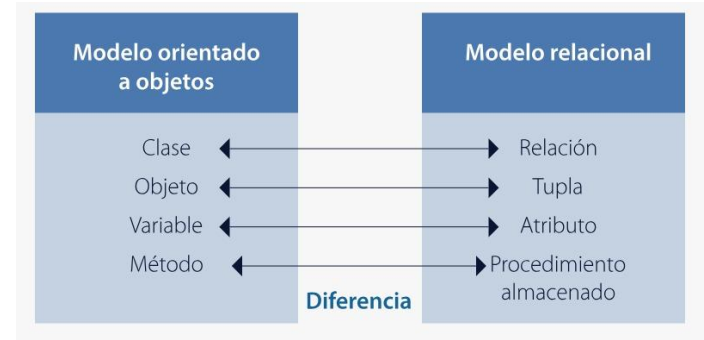 Modelo orientado
a objetos
Modelo relacional
Clase
Relación
Objeto
Tupla
Variable
Atributo
Método
Procedimiento
almacenado
Diferencia